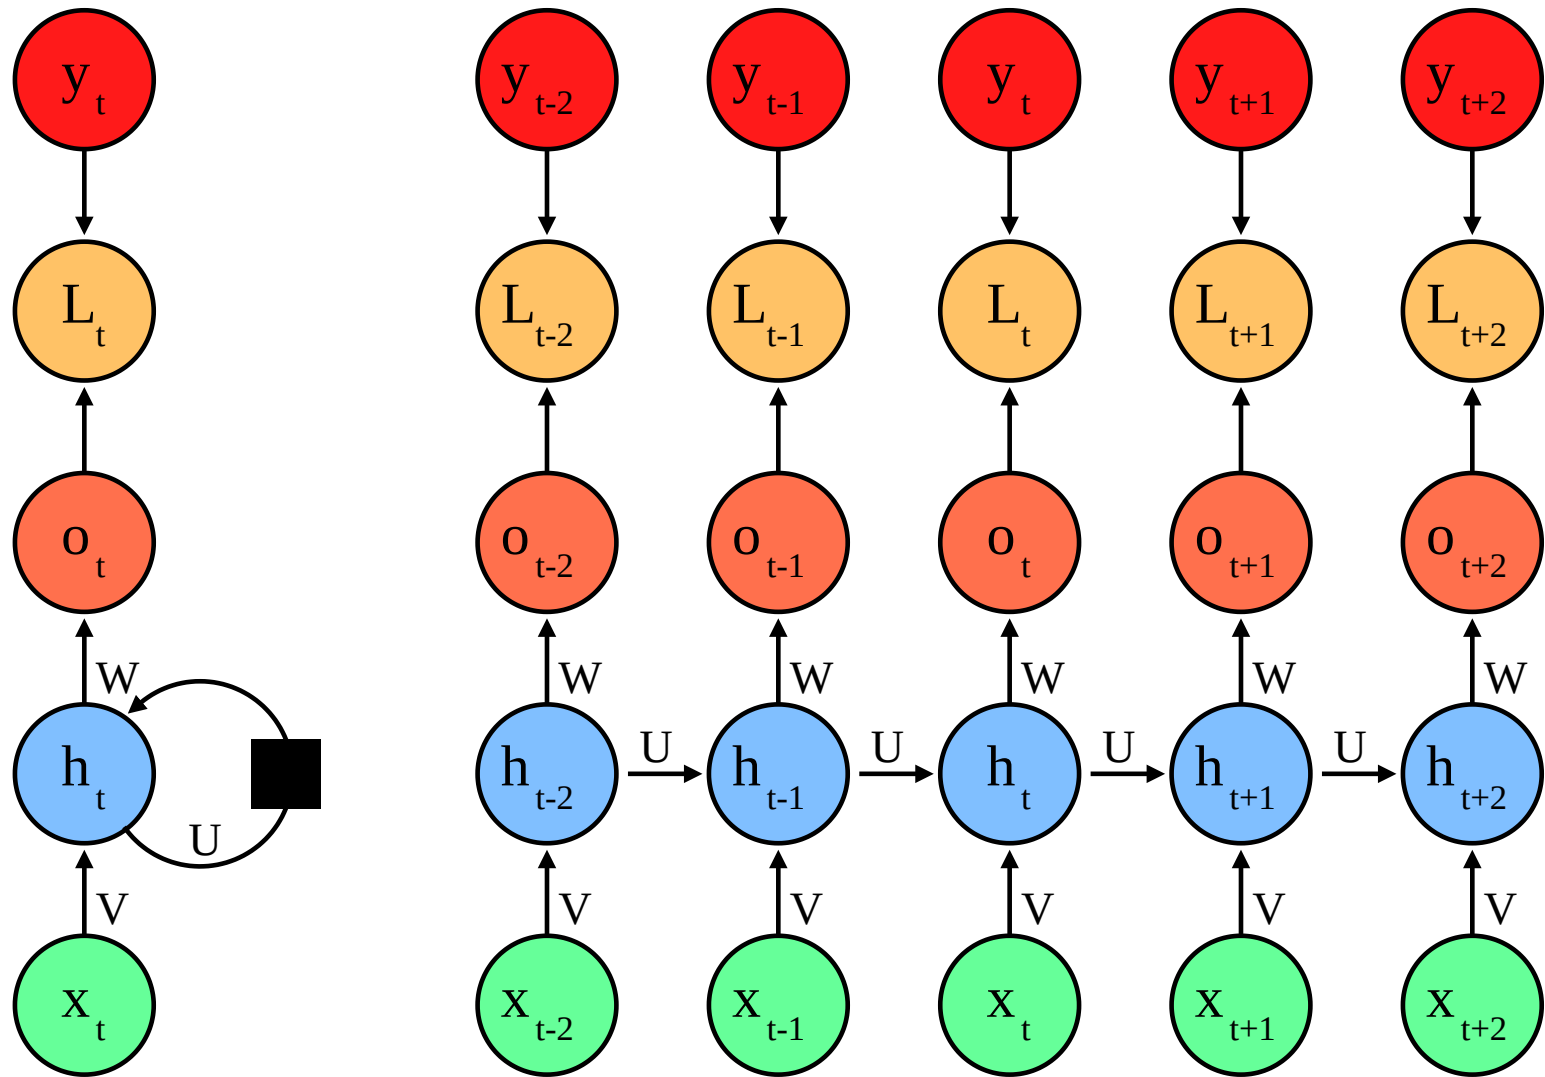 y t y t-2 y t-1 y t y t+1 y t+2
L t L t-2 L t-1 L t L t+1 L t+2
o t o t-2 o t-1 o t o t+1 o t+2
W W W W W W
U U U U
h t h t-2 h t-1 h t h t+1 h t+2
U
V V V V V V
x t x t-2 x t-1 x t x t+1 x t+2